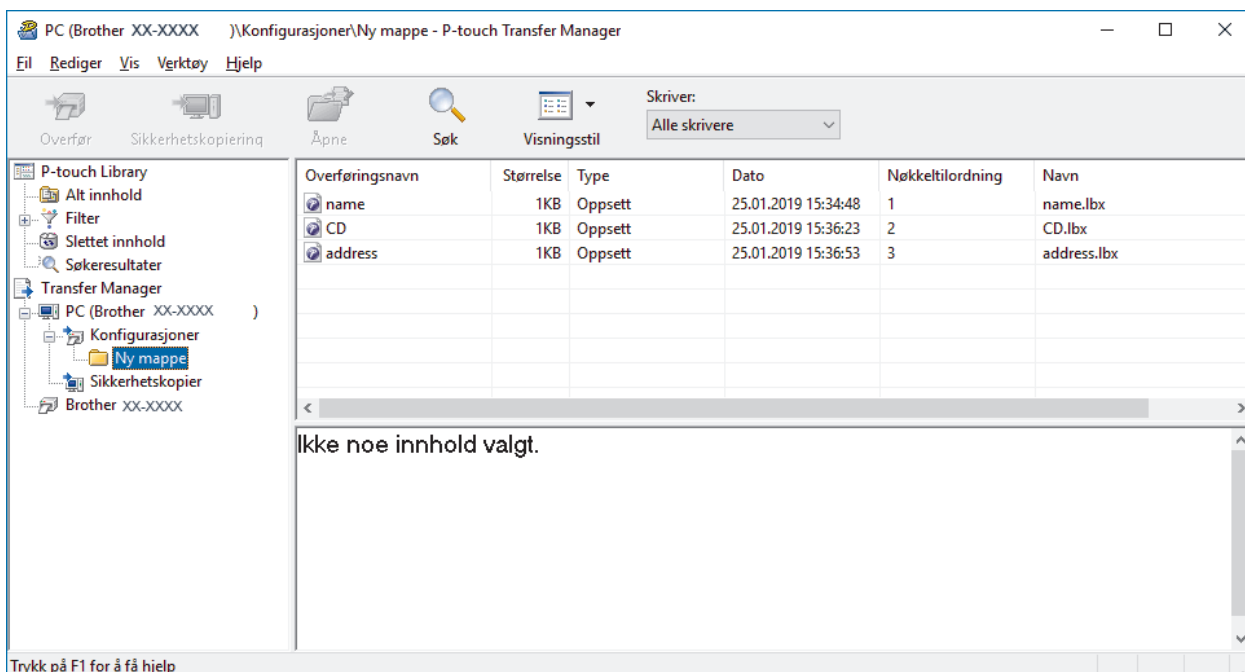 PC (Brother XX-XXXX )\Konfigurasjoner\Ny mappe - P-touch Transfer Manager
Fil Rediger Vis Verktøy Hjelp
Overfør Sikkerhetskopiering Åpne Søk Visningsstil
Skriver:
Alle skrivere
P-touch Library
Alt innhold
Filter
Slettet innhold
Søkeresultater
Transfer Manager
PC (Brother XX-XXXX )
Konfigurasjoner
Ny mappe
Sikkerhetskopier
Brother XX-XXXX
Overføringsnavn Størrelse Type Dato Nøkkeltilordning Navn
name 1KB Oppsett 25.01.2019 15:34:48 1 name.lbx
CD 1KB Oppsett 25.01.2019 15:36:23 2 CD.lbx
address 1KB Oppsett 25.01.2019 15:36:53 3 address.lbx
Ikke noe innhold valgt.
Trykk på F1 for å få hjelp